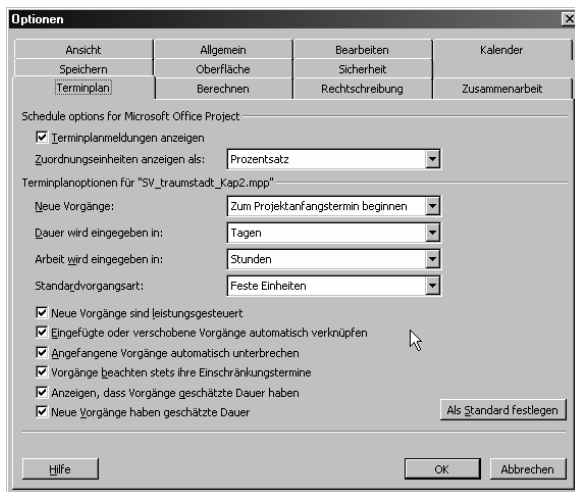 Optionen
Ansicht Allgemein Bearbeiten Kalender
Speichern Oberfläche Sicherheit
Terminplan Berechnen Rechtschreibung Zusammenarbeit
Schedule options for Microsoft Office Project
Terminplanmeldungen anzeigen
Zuordnungseinheiten anzeigen als: Prozentsatz
Terminplanoptionen für "SV_traumstadt_Kap2.mpp"
Neue Vorgänge: Zum Projektanfangstermin beginnen
Dauer wird eingegeben in: Tagen
Arbeit wird eingegeben in: Stunden
Standardvorgangsart: Feste Einheiten
Neue Vorgänge sind leistungsgesteuert
Eingefügte oder verschobene Vorgänge automatisch verknüpfen
Angefangene Vorgänge automatisch unterbrechen
Vorgänge beachten stets ihre Einschränkungstermine
Anzeigen, dass Vorgänge geschätzte Dauer haben
Neue Vorgänge haben geschätzte Dauer
Als Standard festlegen
Hilfe OK Abbrechen